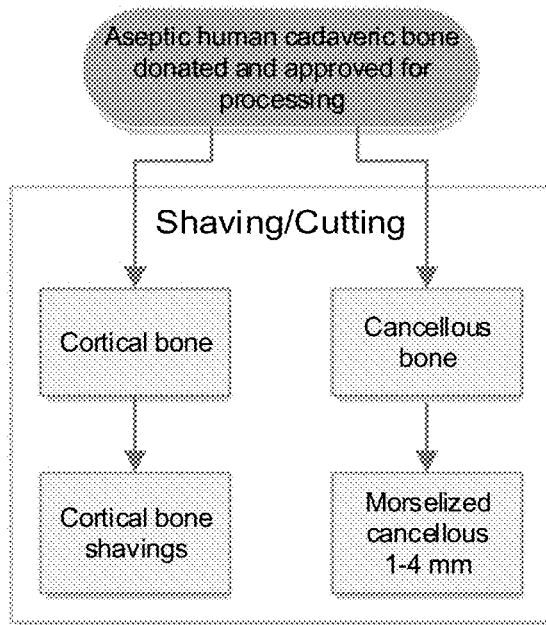 Aseptic human cadaveric bone
donated and approved for
processing
Shaving/Cutting
Cortical bone
Cancellous
bone
Cortical bone
shavings
Morselized
cancellous
1-4 mm